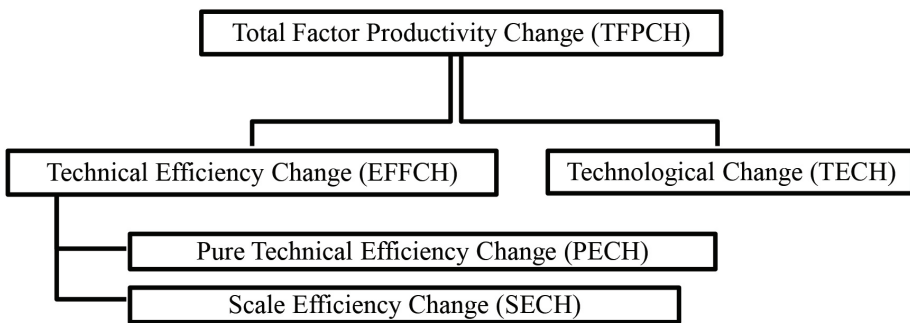 Total Factor Productivity Change (TFPCH)
Technical Efficiency Change (EFFCH)
Technological Change (TECH)
Pure Technical Efficiency Change (PECH)
Scale Efficiency Change (SECH)